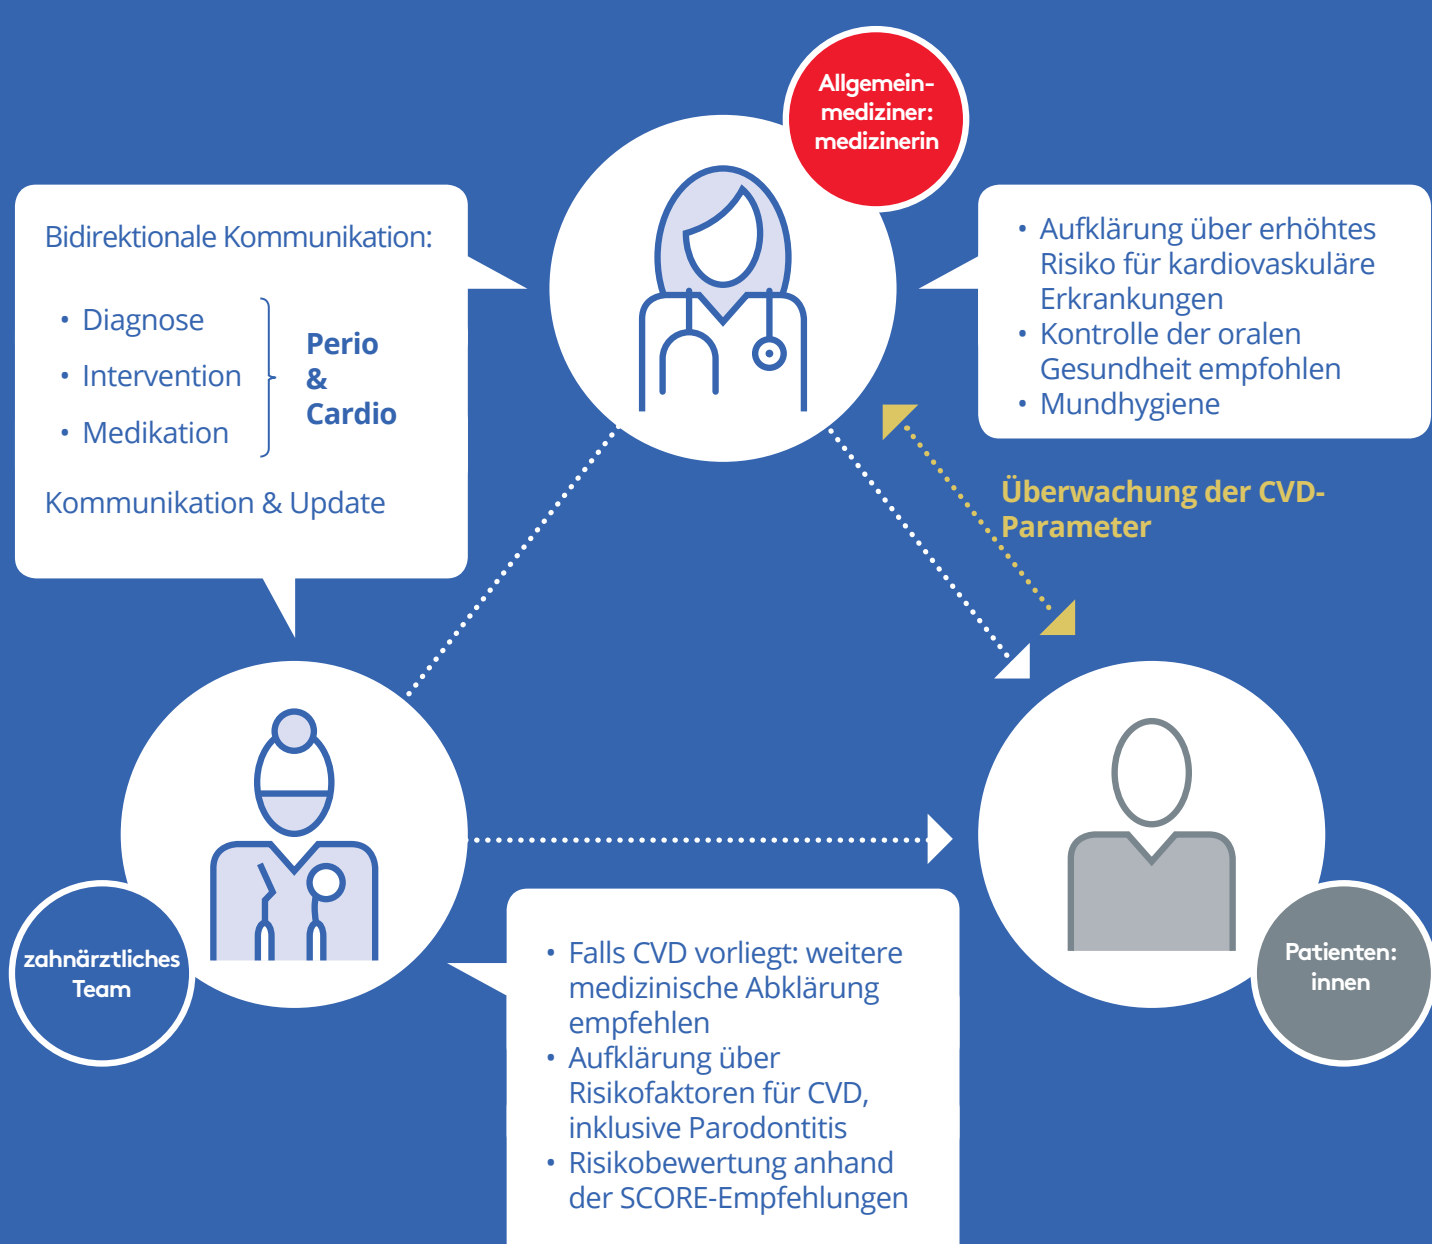 Allgemein-
mediziner:
medizinerin
Bidirektionale Kommunikation:
• Diagnose
• Intervention
• Medikation
Perio
&
Cardio
Kommunikation & Update
• Aufklärung über erhöhtes
Risiko für kardiovaskuläre
Erkrankungen
• Kontrolle der oralen
Gesundheit empfohlen
• Mundhygiene
Überwachung der CVD-
Parameter
zahnärztliches
Team
• Falls CVD vorliegt: weitere
medizinische Abklärung
empfehlen
• Aufklärung über
Risikofaktoren für CVD,
inklusive Parodontitis
• Risikobewertung anhand
der SCORE-Empfehlungen
Patienten:
innen